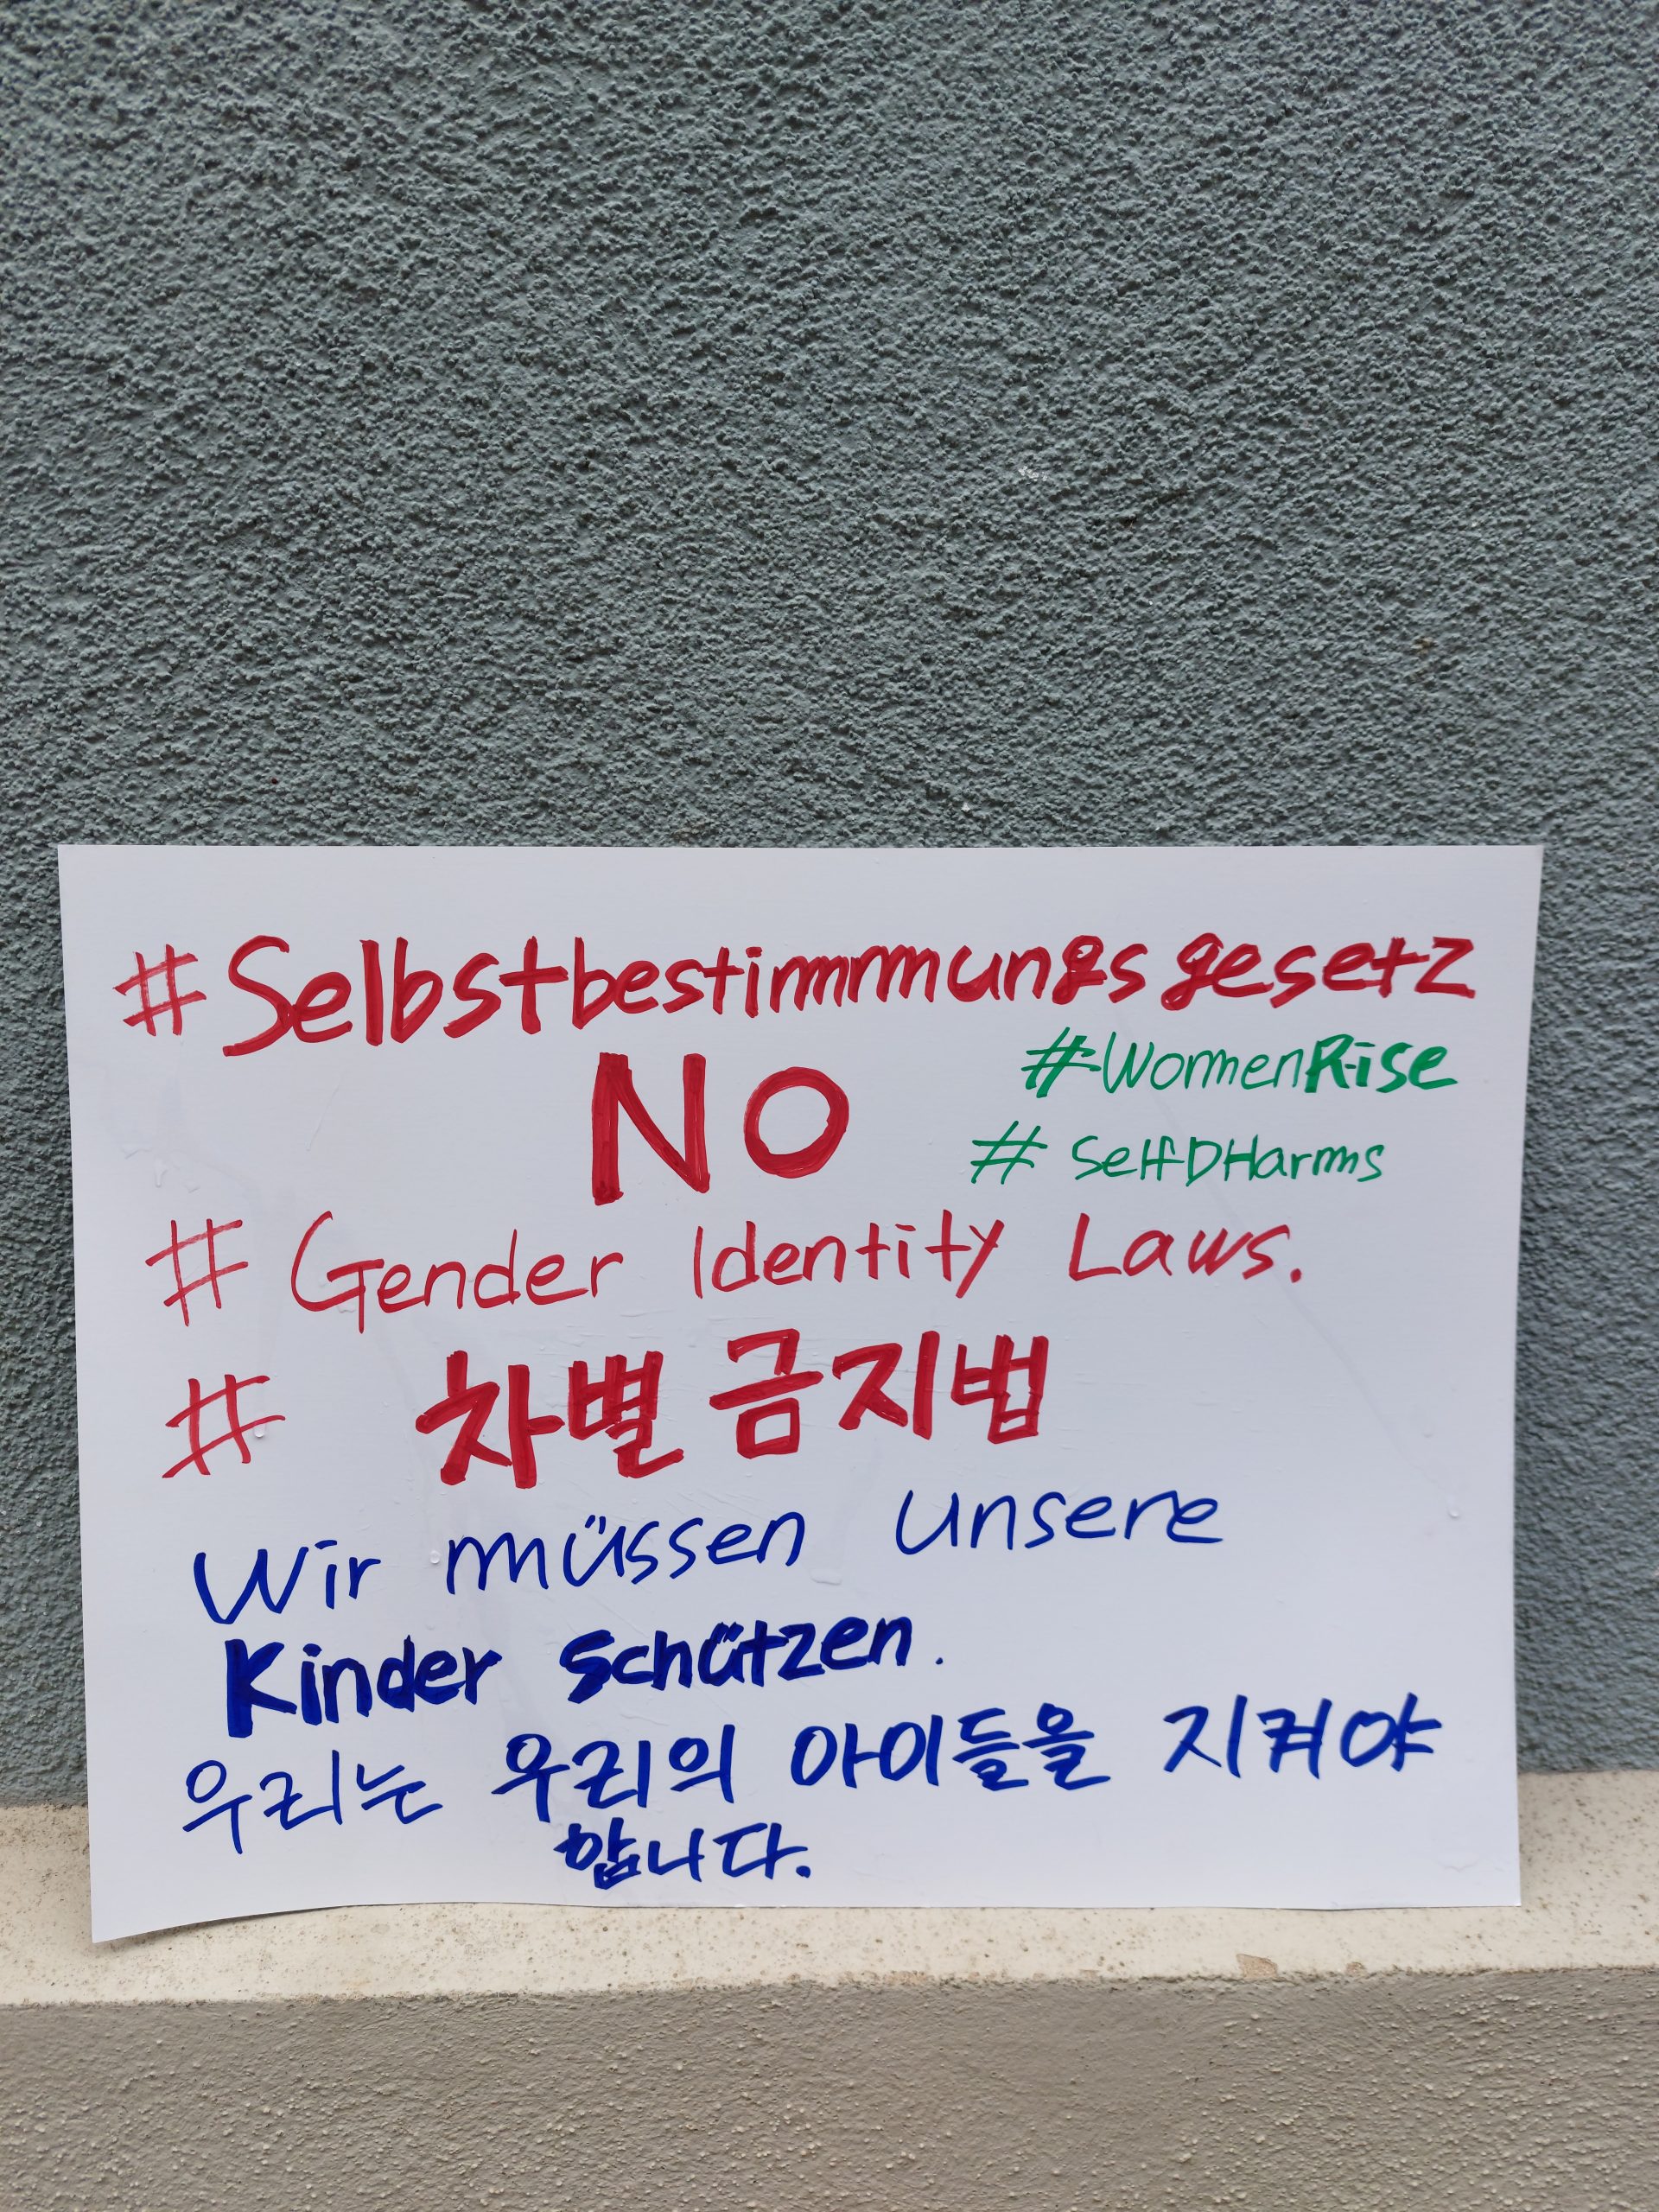 #Selbstbestimmungsgesetz
NO
#WomenRise
# SelfDHarms
# Gender Identity Laws.
# 차별금지법
Wir müssen unsere
Kinder schützen.
우리는 우리의 아이들을 지켜야
합니다.